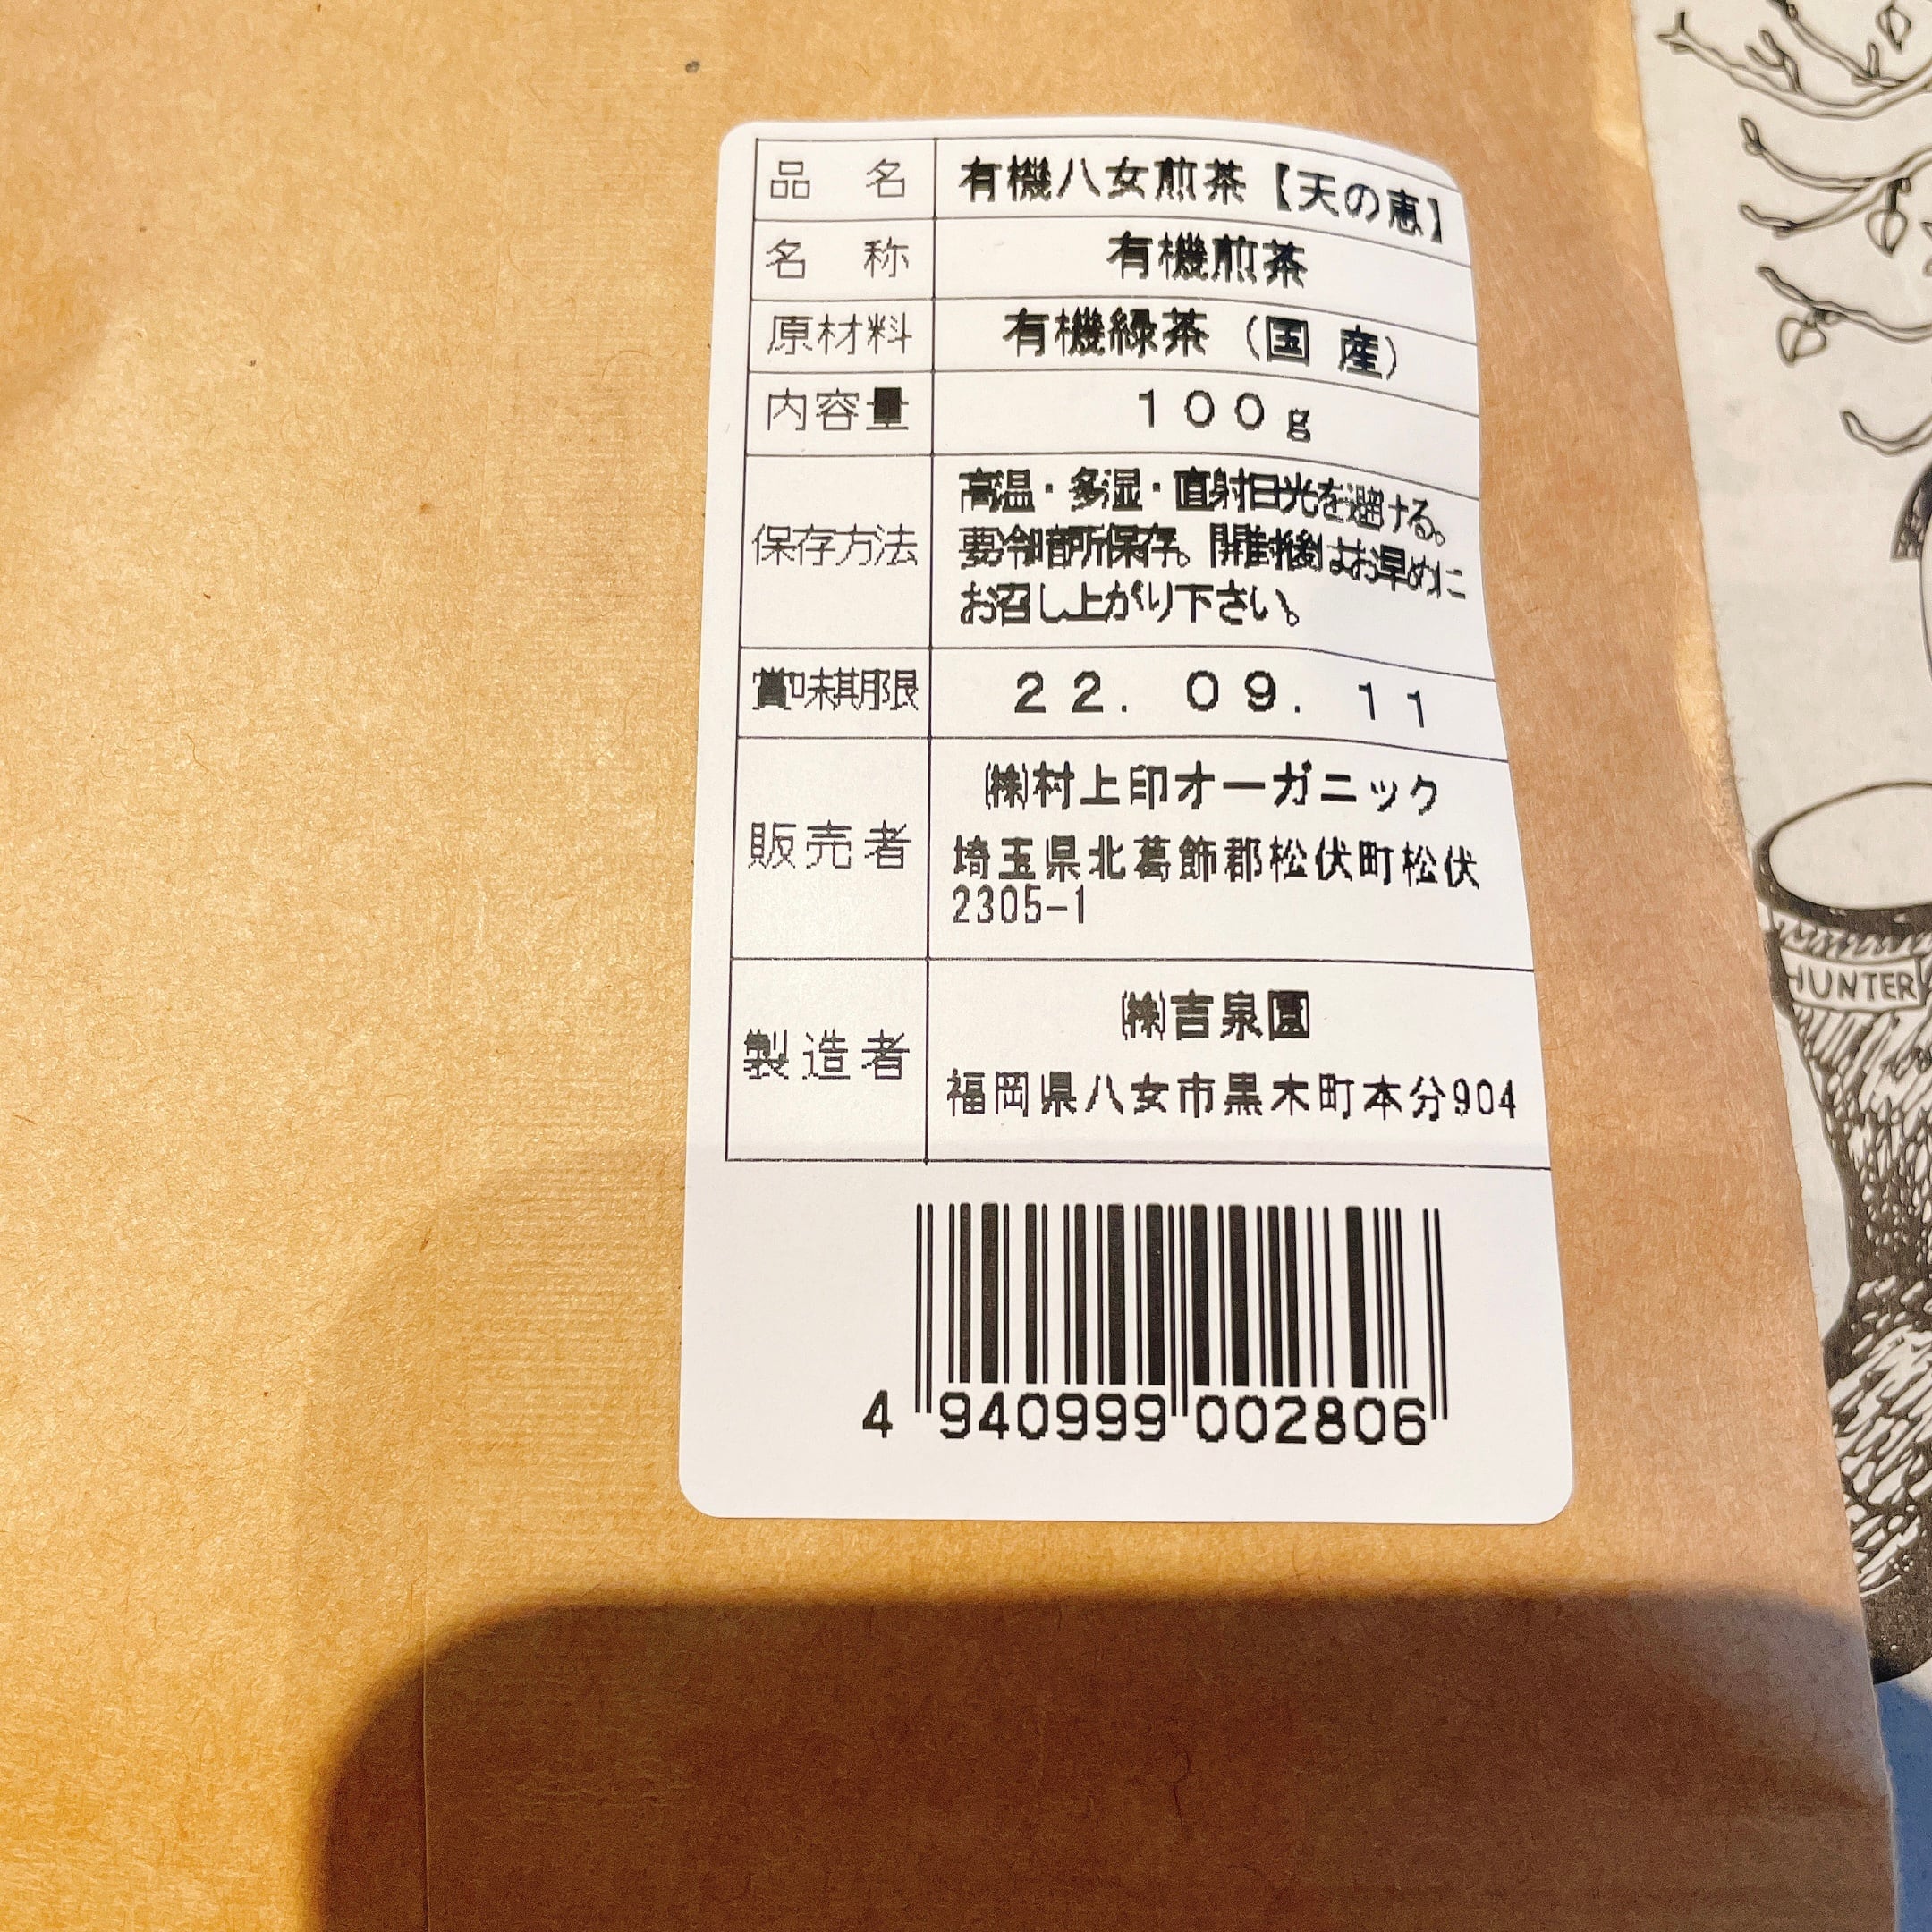 品 名 有機八女煎茶【天の恵】
名 称 有機煎茶
原材料 有機緑茶（国 産）
内容量 100g
保存方法 高温・多湿・直射日光を避ける。
要冷暗所保存。開封後はお早めに
お召し上がり下さい。
賞味期限 22. 09. 11
販売者 ㈱村上印オーガニック
埼玉県北葛飾郡松伏町松伏
2305-1
製造者 ㈱吉泉園
福岡県八女市黒木町本分904
4 940999 002806
HUNTER